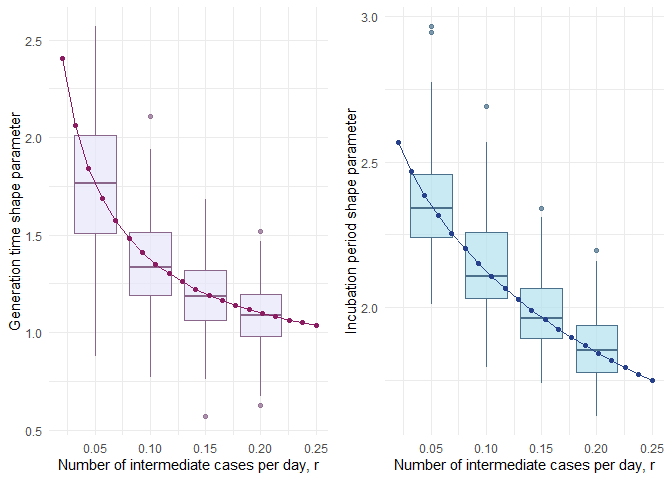 Generation time shape parameter
2.5
2.0
1.5
1.0
0.5
0.05 0.10 0.15 0.20 0.25
Number of intermediate cases per day, r
Incubation period shape parameter
3.0
2.5
2.0
0.05 0.10 0.15 0.20 0.25
Number of intermediate cases per day, r